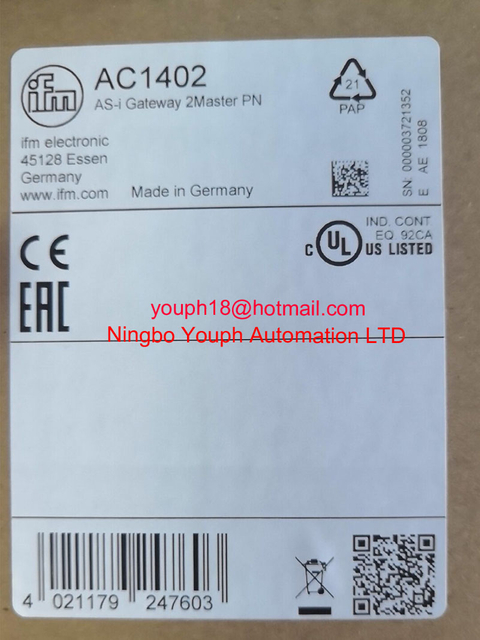 ifm
AC1402
AS-i Gateway 2Master PN
ifm electronic
45128 Essen
Germany
www.ifm.com
Made in Germany
21
PAP
SN: 000003721352
E AE 1808
CE
EAC
C UL US LISTED
IND. CONT
EQ. 92CA
youph18@hotmail.com
Ningbo Youph Automation LTD
4 021179 247603